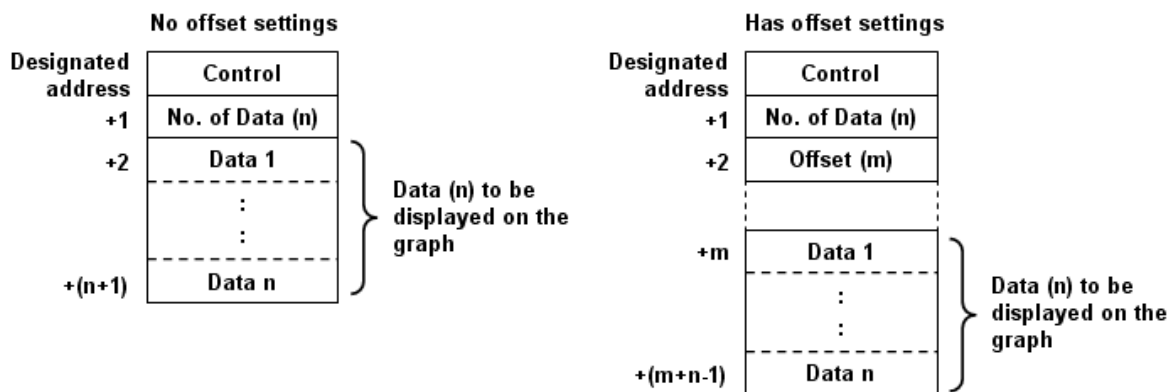 No offset settings
Designated
address
Control
+1
No. of Data (n)
+2
Data 1
:
:
Data (n) to be
displayed on the
graph
+(n+1)
Data n
Has offset settings
Designated
address
Control
+1
No. of Data (n)
+2
Offset (m)
+m
Data 1
:
:
Data (n) to be
displayed on the
graph
+(m+n-1)
Data n